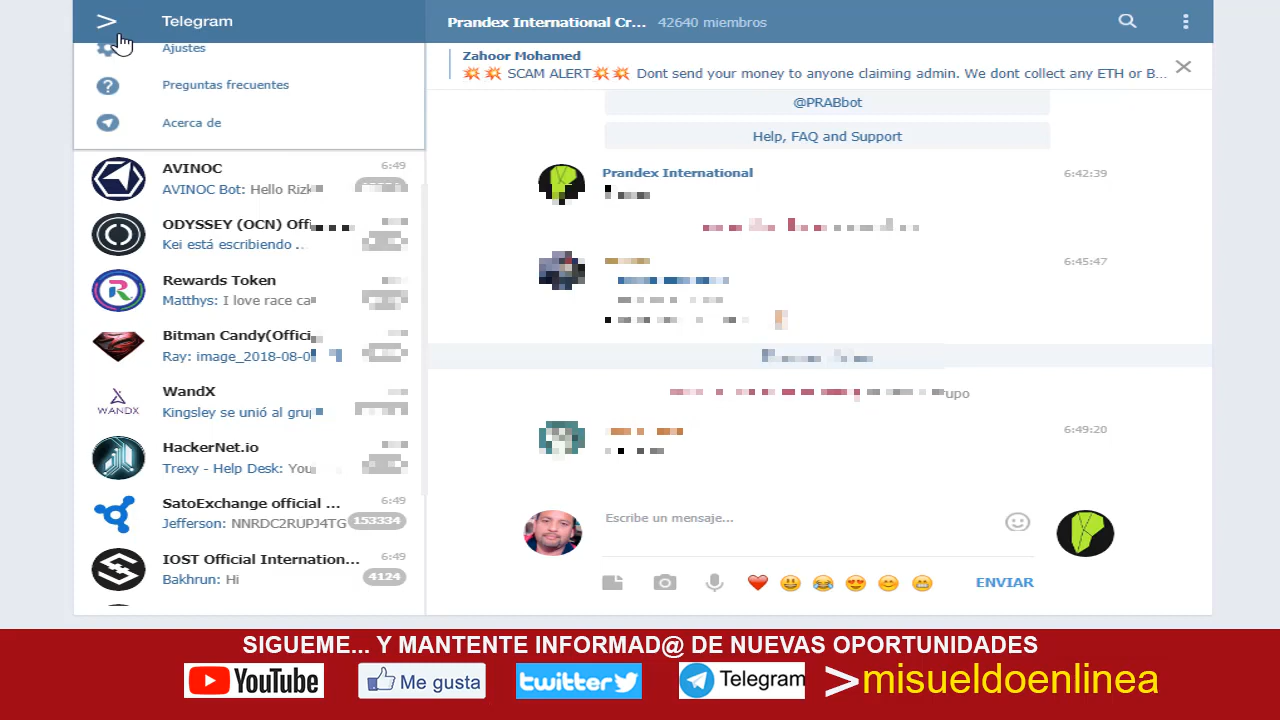 Telegram
Ajustes
Preguntas frecuentes
Acerca de
AVINOC 6:49
AVINOC Bot: Hello Rizk
ODYSSEY (OCN) Offi
Kei está escribiendo ..
Rewards Token
Matthys: I love race ca
Bitman Candy(Offici
Ray: image_2018-08-0
WandX
WANDX
Kingsley se unió al grup
HackerNet.io
Trexy - Help Desk: You
SatoExchange official ... 6:49
Jefferson: NNRDC2RUPJ4TG 153334
IOST Official Internation... 6:49
Bakhrun: Hi 4124
Prandex International Cr... 42640 miembros
Zahoor Mohamed
💥 💥 SCAM ALERT💥 💥 Dont send your money to anyone claiming admin. We dont collect any ETH or B...
@PRABbot
Help, FAQ and Support
Prandex International 6:42:39
6:45:47
upo
6:49:20
Escribe un mensaje...
ENVIAR
SIGUEME... Y MANTENTE INFORMAD@ DE NUEVAS OPORTUNIDADES
YouTube Me gusta twitter Telegram >misueldoenlinea